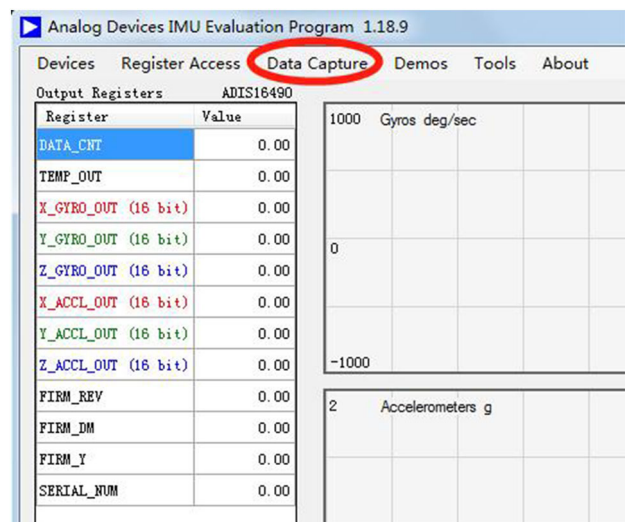 Analog Devices IMU Evaluation Program 1.18.9
Devices Register Access Data Capture Demos Tools About
Output Registers ADIS16490
Register Value
DATA_CNT 0.00
TEMP_OUT 0.00
X_GYRO_OUT (16 bit) 0.00
Y_GYRO_OUT (16 bit) 0.00
Z_GYRO_OUT (16 bit) 0.00
X_ACCL_OUT (16 bit) 0.00
Y_ACCL_OUT (16 bit) 0.00
Z_ACCL_OUT (16 bit) 0.00
FIRM_REV 0.00
FIRM_DM 0.00
FIRM_Y 0.00
SERIAL_NUM 0.00
1000 Gyros deg/sec
0
-1000
2 Accelerometers g